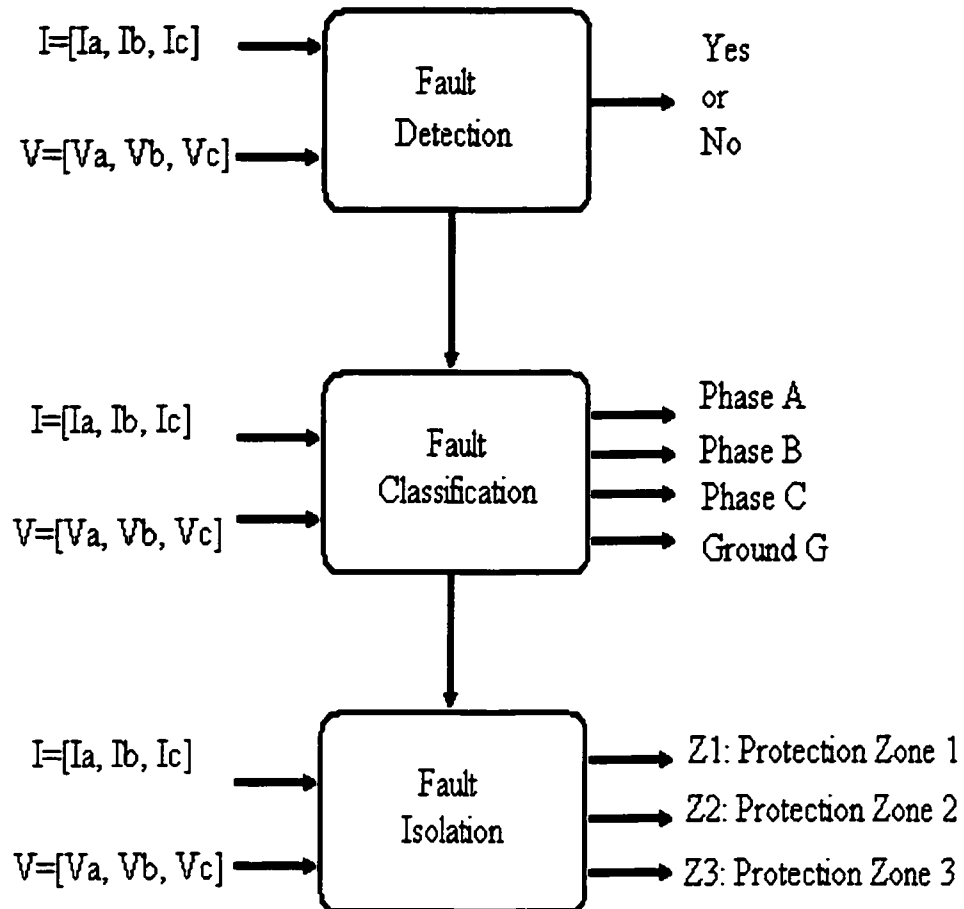 I=[Ia, Ib, Ic]
V=[Va, Vb, Vc]
Fault
Detection
Yes
or
No
I=[Ia, Ib, Ic]
V=[Va, Vb, Vc]
Fault
Classification
Phase A
Phase B
Phase C
Ground G
I=[Ia, Ib, Ic]
V=[Va, Vb, Vc]
Fault
Isolation
Z1: Protection Zone 1
Z2: Protection Zone 2
Z3: Protection Zone 3